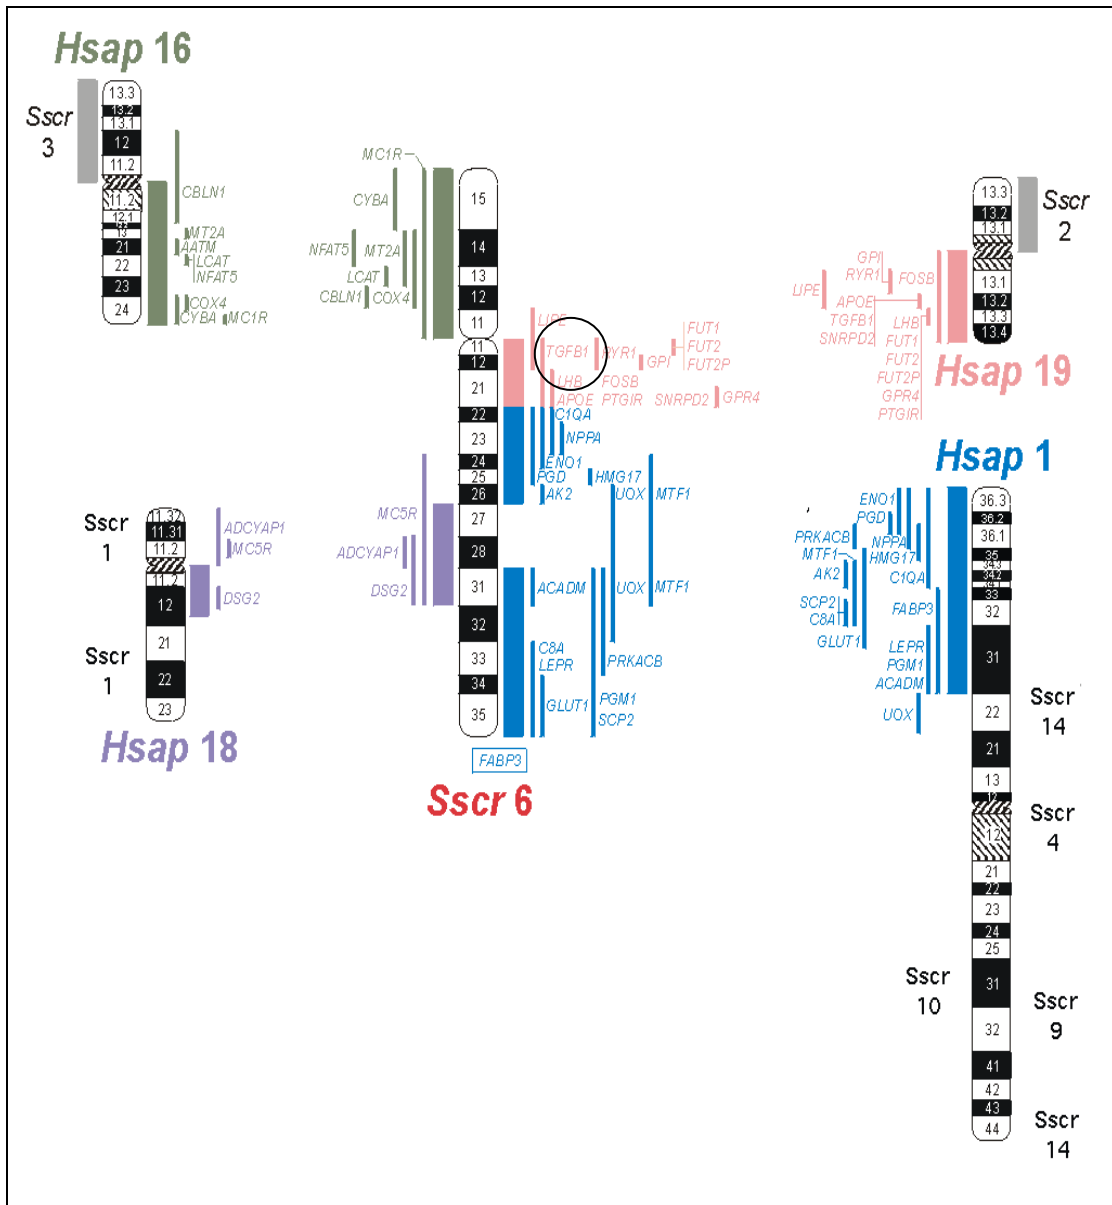 Hsap 16
Sscr
3
13.3
13.2
13.1
12
11.2
11.2
12.1
13
21
22
23
24
CBLN1
MT2A
AATM
LCAT
NFAT5
COX4
CYBA
MC1R
MC1R
CYBA
NFAT5
MT2A
LCAT
CBLN1
COX4
15
14
13
12
11
11
12
21
22
23
24
25
26
27
28
31
32
33
34
35
LIPE
TGFB1
RYR1
GPI
FUT1
FUT2
FUT2P
LHB
FOSB
APOE
PTGIR
SNRPD2
GPR4
C1QA
NPPA
ENO1
PGD
HMG17
AK2
UOX
MTF1
ACADM
UOX
MTF1
C8A
LEPR
PRKACB
GLUT1
PGM1
SCP2
FABP3
Sscr 6
MC5R
ADCYAP1
DSG2
Sscr
1
Sscr
1
11.32
11.31
11.2
11.2
12
21
22
23
ADCYAP1
MC5R
DSG2
Hsap 18
13.3
13.2
13.1
13.1
13.2
13.3
13.4
Sscr
2
GPI
RYR1
FOSB
LIPE
APOE
TGFB1
SNRPD2
LHB
FUT1
FUT2
FUT2P
GPR4
PTGIR
Hsap 19
Hsap 1
ENO1
PGD
PRKACB
NPPA
MTF1
HMG17
AK2
C1QA
SCP2
C8A
FABP3
GLUT1
LEPR
PGM1
ACADM
UOX
36.3
36.2
36.1
35
34.3
34.2
34.1
33
32
31
22
21
13
12
12
21
22
23
24
25
31
32
41
42
43
44
Sscr
14
Sscr
4
Sscr
10
Sscr
9
Sscr
14